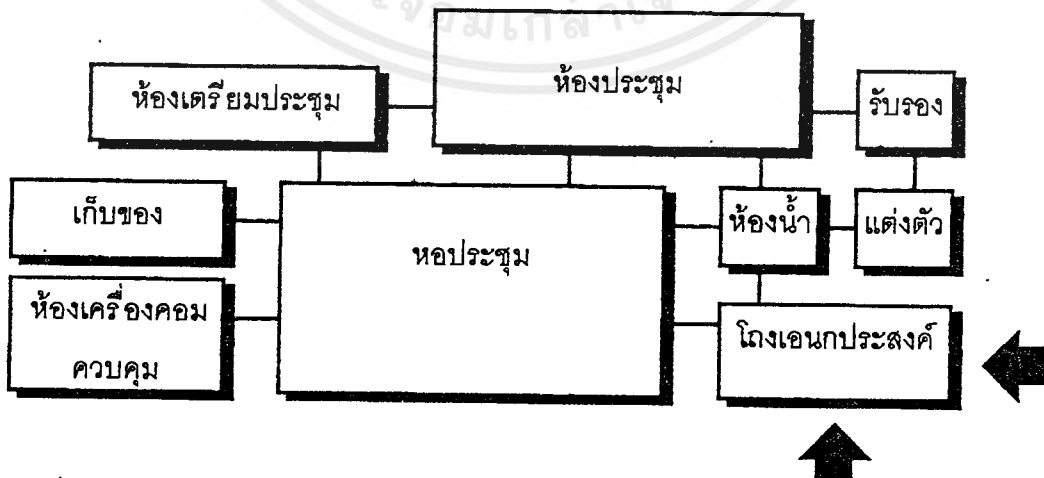 ห้องเตรียมประชุม
ห้องประชุม
รับรอง
เก็บของ
หอประชุม
ห้องน้ำ
แต่งตัว
ห้องเครื่องคอม
ควบคุม
โถงเอนกประสงค์